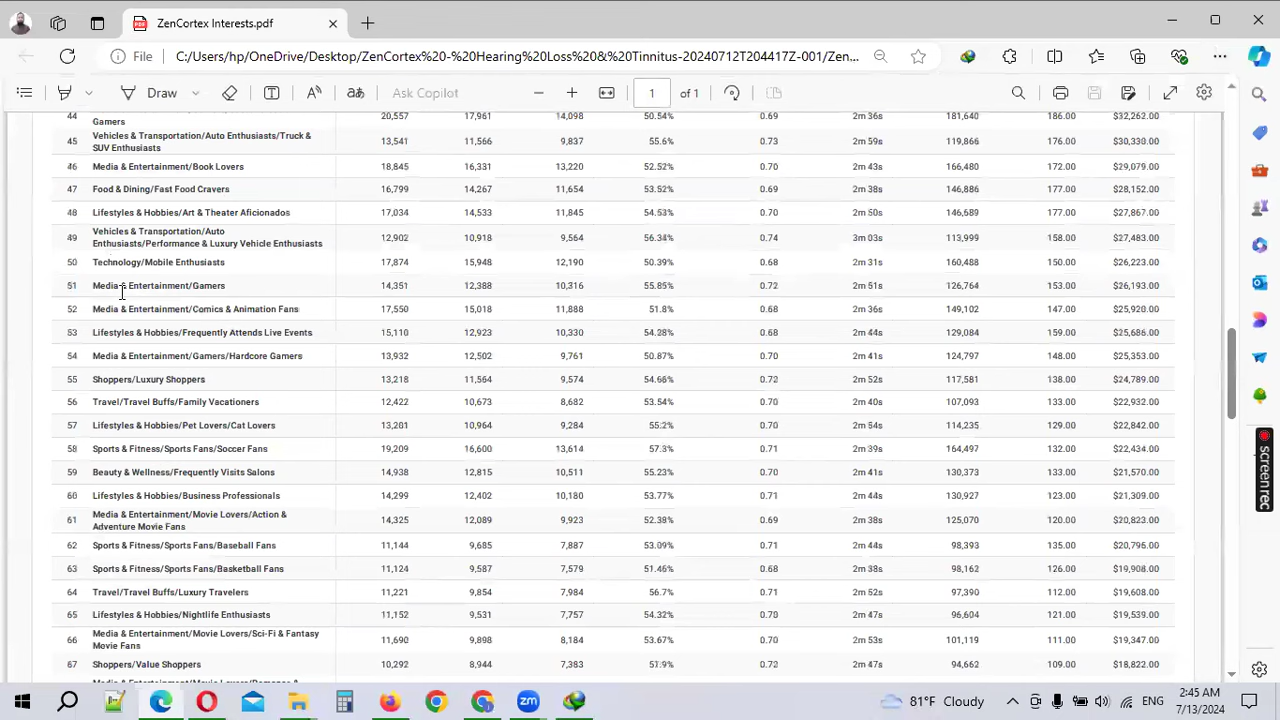 ZenCortex Interests.pdf
File
C:/Users/hp/OneDrive/Desktop/ZenCortex%20-%20Hearing%20Loss%20&%20Tinnitus-20240712T204417Z-001/Zen...
Draw
Ask Copilot
1 of 1
44 Gamers 20,557 17,961 14,098 50.54% 0.69 2m 36s 181,640 186.00 $32,262.00
45 Vehicles & Transportation/Auto Enthusiasts/Truck &
SUV Enthusiasts 13,541 11,566 9,837 55.6% 0.73 2m 59s 119,866 176.00 $30,330.00
46 Media & Entertainment/Book Lovers 18,845 16,331 13,220 52.52% 0.70 2m 43s 166,480 172.00 $29,079.00
47 Food & Dining/Fast Food Cravers 16,799 14,267 11,654 53.52% 0.69 2m 38s 146,886 177.00 $28,152.00
48 Lifestyles & Hobbies/Art & Theater Aficionados 17,034 14,533 11,845 54.53% 0.70 2m 50s 146,689 177.00 $27,867.00
49 Vehicles & Transportation/Auto
Enthusiasts/Performance & Luxury Vehicle Enthusiasts 12,902 10,918 9,564 56.34% 0.74 3m 03s 113,999 158.00 $27,483.00
50 Technology/Mobile Enthusiasts 17,874 15,948 12,190 50.39% 0.68 2m 31s 160,488 150.00 $26,223.00
51 Media & Entertainment/Gamers 14,351 12,388 10,316 55.85% 0.72 2m 51s 126,764 153.00 $26,193.00
52 Media & Entertainment/Comics & Animation Fans 17,550 15,018 11,888 51.8% 0.68 2m 36s 149,102 147.00 $25,920.00
53 Lifestyles & Hobbies/Frequently Attends Live Events 15,110 12,923 10,330 54.28% 0.68 2m 44s 129,084 159.00 $25,686.00
54 Media & Entertainment/Gamers/Hardcore Gamers 13,932 12,502 9,761 50.87% 0.70 2m 41s 124,797 148.00 $25,353.00
55 Shoppers/Luxury Shoppers 13,218 11,564 9,574 54.66% 0.72 2m 52s 117,581 138.00 $24,789.00
56 Travel/Travel Buffs/Family Vacationers 12,422 10,673 8,682 53.54% 0.70 2m 40s 107,093 133.00 $22,932.00
57 Lifestyles & Hobbies/Pet Lovers/Cat Lovers 13,281 10,964 9,284 55.2% 0.70 2m 54s 114,235 129.00 $22,842.00
58 Sports & Fitness/Sports Fans/Soccer Fans 19,209 16,600 13,614 57.3% 0.71 2m 53s 164,497 132.00 $22,434.00
59 Beauty & Wellness/Frequently Visits Salons 14,938 12,815 10,511 55.23% 0.70 2m 41s 130,373 133.00 $21,570.00
60 Lifestyles & Hobbies/Business Professionals 14,299 12,402 10,180 53.77% 0.71 2m 44s 130,927 123.00 $21,309.00
61 Media & Entertainment/Movie Lovers/Action &
Adventure Movie Fans 14,325 12,089 9,923 52.38% 0.69 2m 38s 125,070 120.00 $20,823.00
62 Sports & Fitness/Sports Fans/Baseball Fans 11,144 9,685 7,887 53.09% 0.71 2m 44s 98,393 135.00 $20,796.00
63 Sports & Fitness/Sports Fans/Basketball Fans 11,124 9,587 7,579 51.46% 0.68 2m 38s 98,162 126.00 $19,908.00
64 Travel/Travel Buffs/Luxury Travelers 11,221 9,854 7,984 56.7% 0.71 2m 52s 97,390 112.00 $19,608.00
65 Lifestyles & Hobbies/Nightlife Enthusiasts 11,152 9,531 7,757 54.32% 0.70 2m 47s 96,604 121.00 $19,539.00
66 Media & Entertainment/Movie Lovers/Sci-Fi & Fantasy
Movie Fans 11,690 9,898 8,184 53.67% 0.70 2m 53s 101,119 111.00 $19,347.00
67 Shoppers/Value Shoppers 10,292 8,944 7,383 51.9% 0.72 2m 47s 94,662 109.00 $18,822.00
screen rec
81°F Cloudy
ENG
2:45 AM
7/13/2024